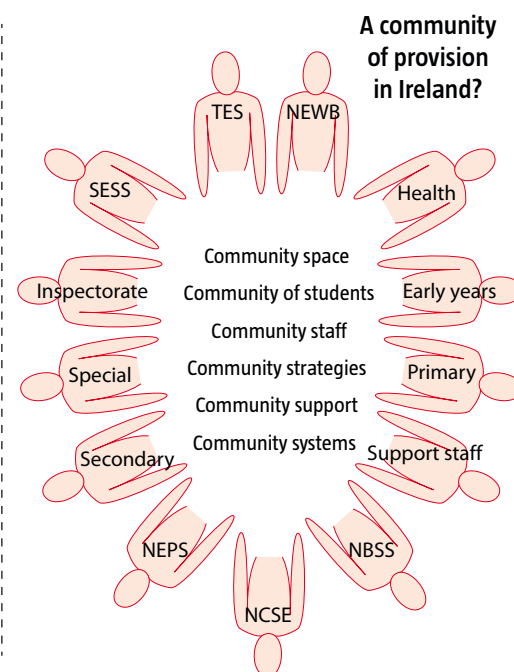 A community
of provision
in Ireland?
TES
NEWB
SESS
Health
Community space
Inspectorate
Community of students
Early years
Community staff
Special
Community strategies
Primary
Community support
Secondary
Community systems
Support staff
NEPS
NBSS
NCSE